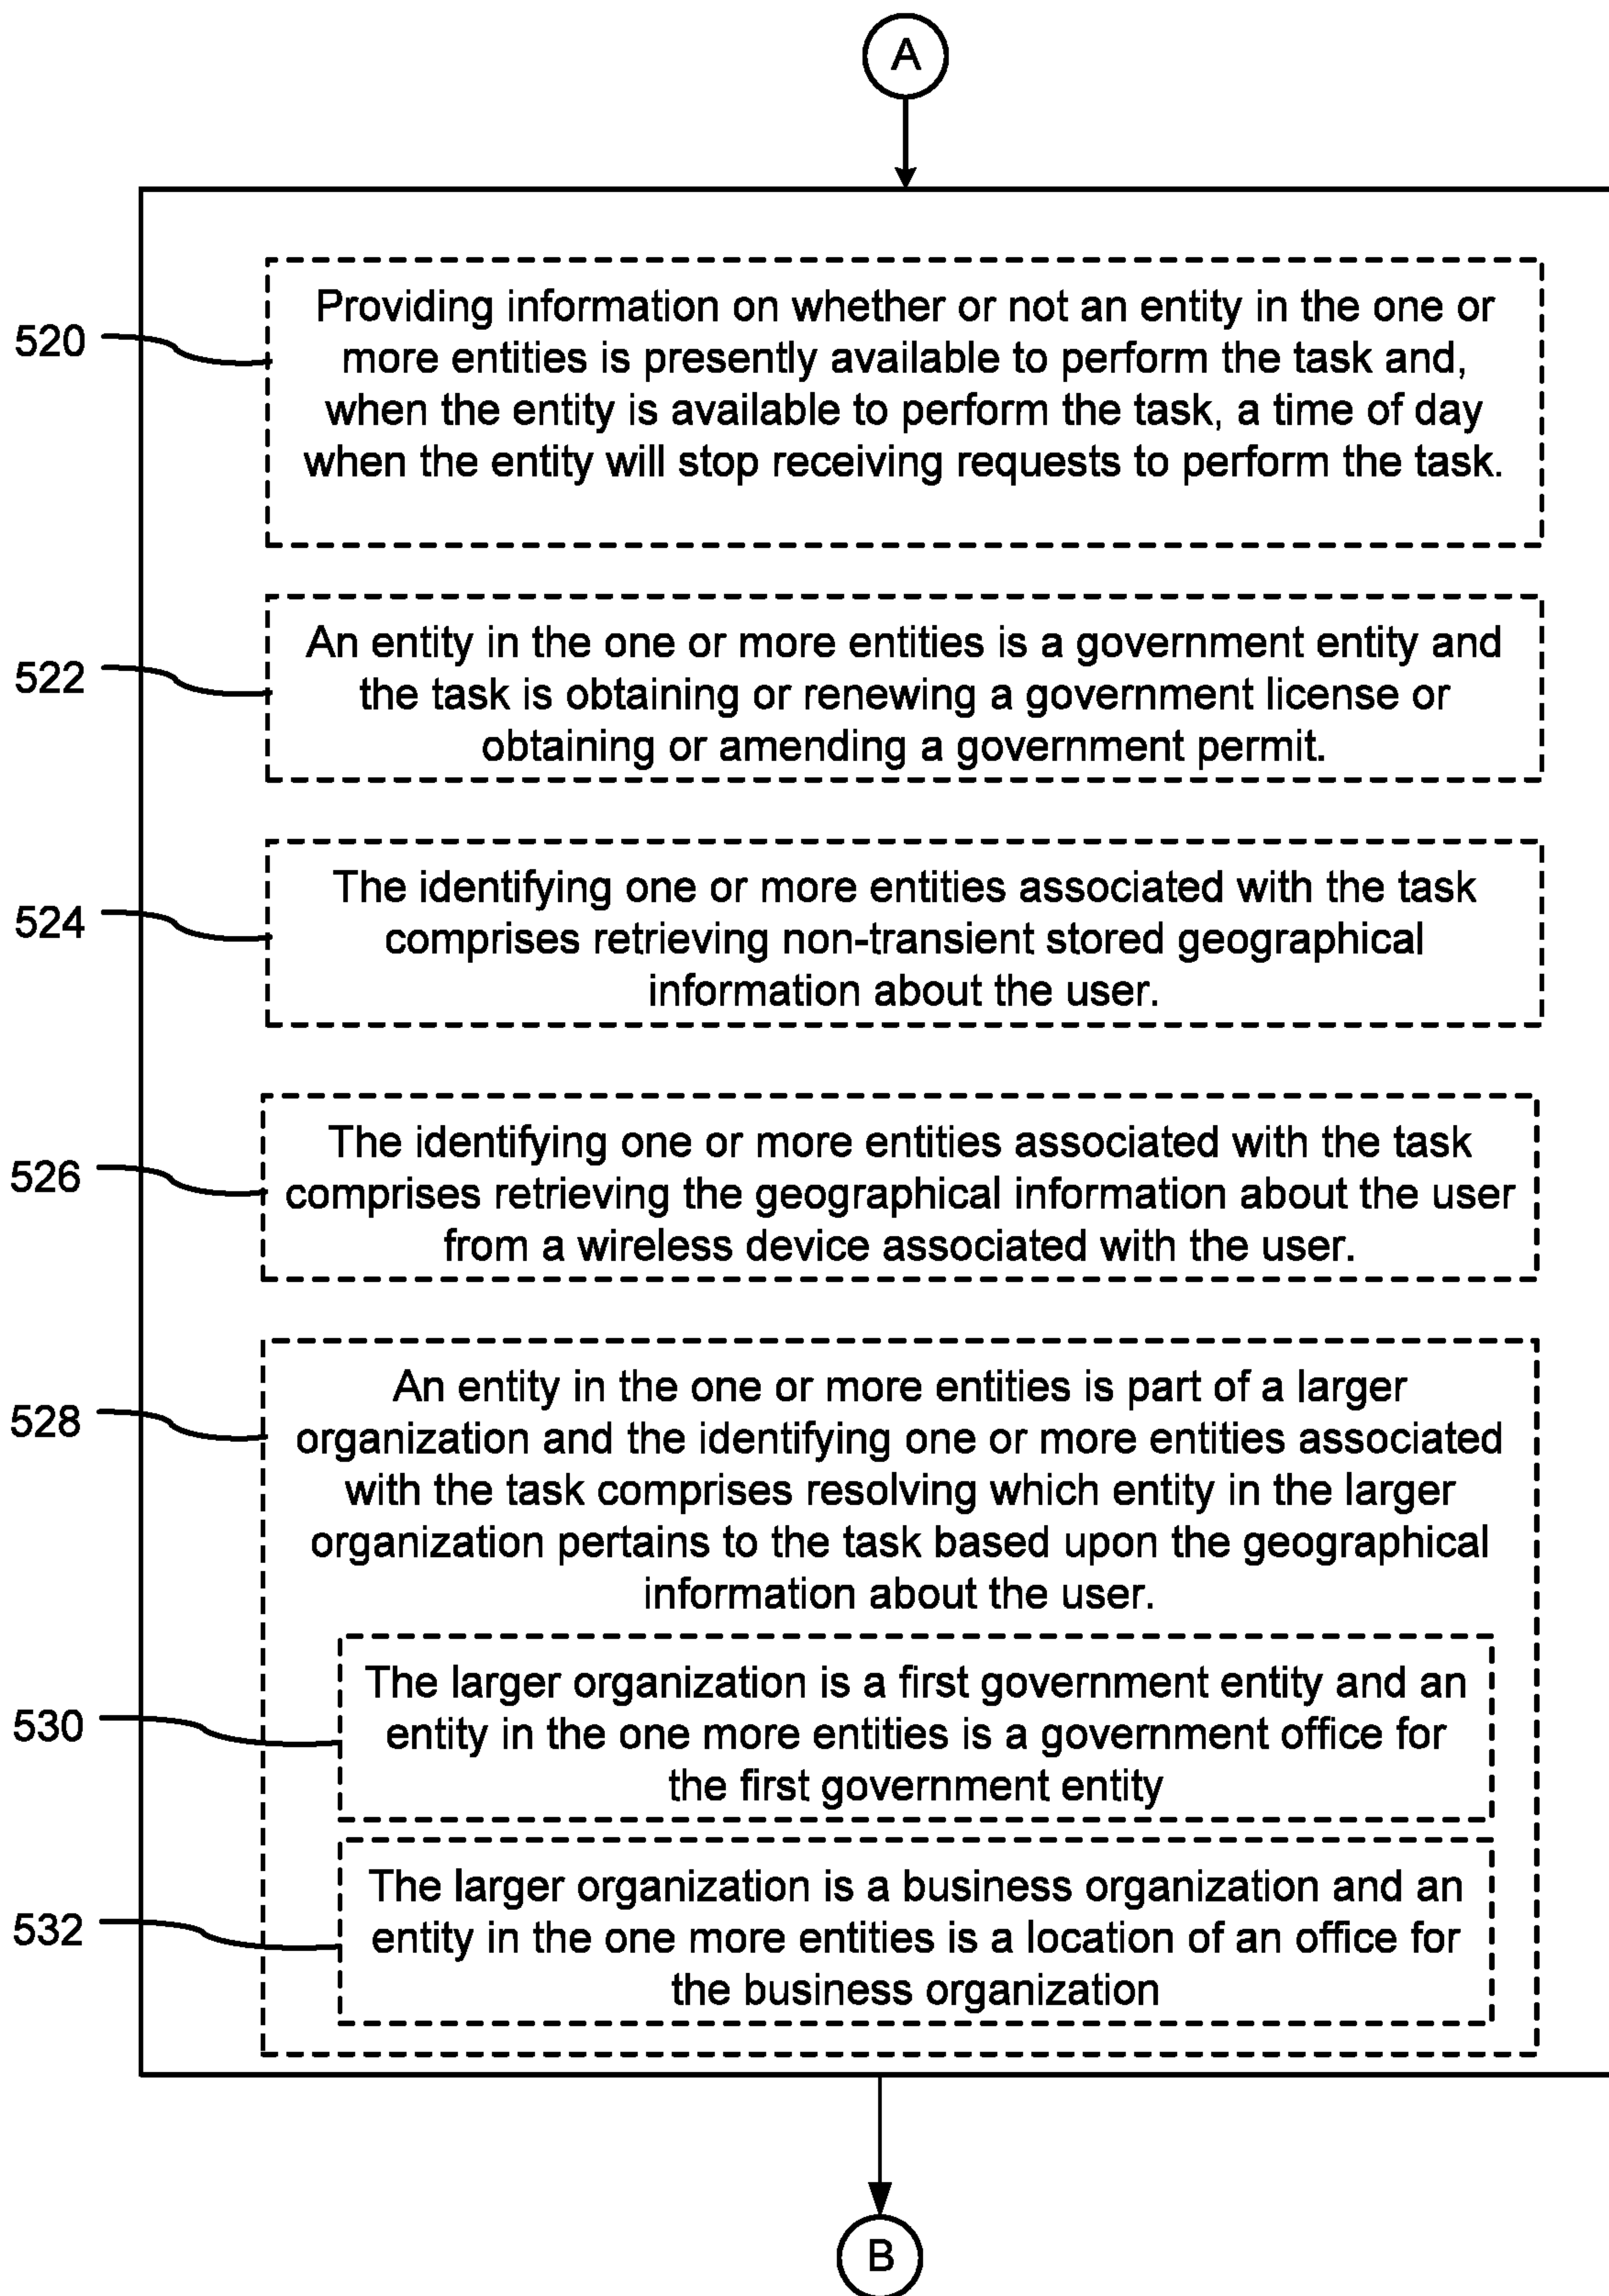 A
520
Providing information on whether or not an entity in the one or
more entities is presently available to perform the task and,
when the entity is available to perform the task, a time of day
when the entity will stop receiving requests to perform the task.
522
An entity in the one or more entities is a government entity and
the task is obtaining or renewing a government license or
obtaining or amending a government permit.
524
The identifying one or more entities associated with the task
comprises retrieving non-transient stored geographical
information about the user.
526
The identifying one or more entities associated with the task
comprises retrieving the geographical information about the user
from a wireless device associated with the user.
528
An entity in the one or more entities is part of a larger
organization and the identifying one or more entities associated
with the task comprises resolving which entity in the larger
organization pertains to the task based upon the geographical
information about the user.
530
The larger organization is a first government entity and an
entity in the one more entities is a government office for
the first government entity
532
The larger organization is a business organization and an
entity in the one more entities is a location of an office for
the business organization
B